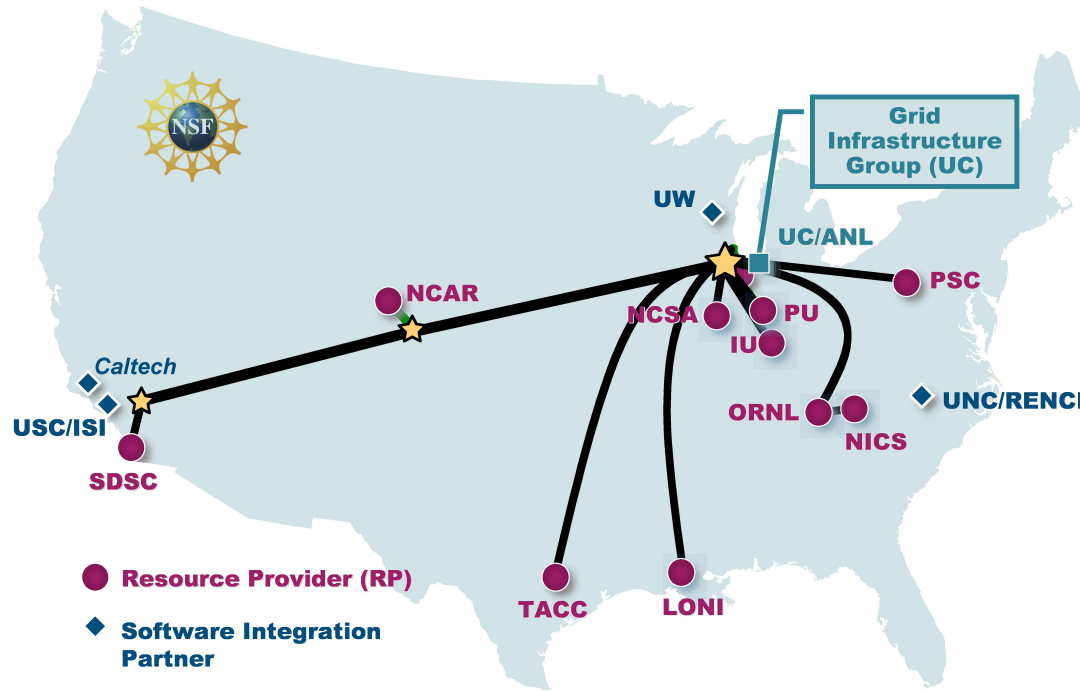 NSF
Grid
Infrastructure
Group (UC)
UW
UC/ANL
NCAR
PSC
NCSA
PU
IU
Caltech
USC/ISI
ORNL
UNC/RENCI
NICS
SDSC
Resource Provider (RP)
TACC
LONI
Software Integration
Partner